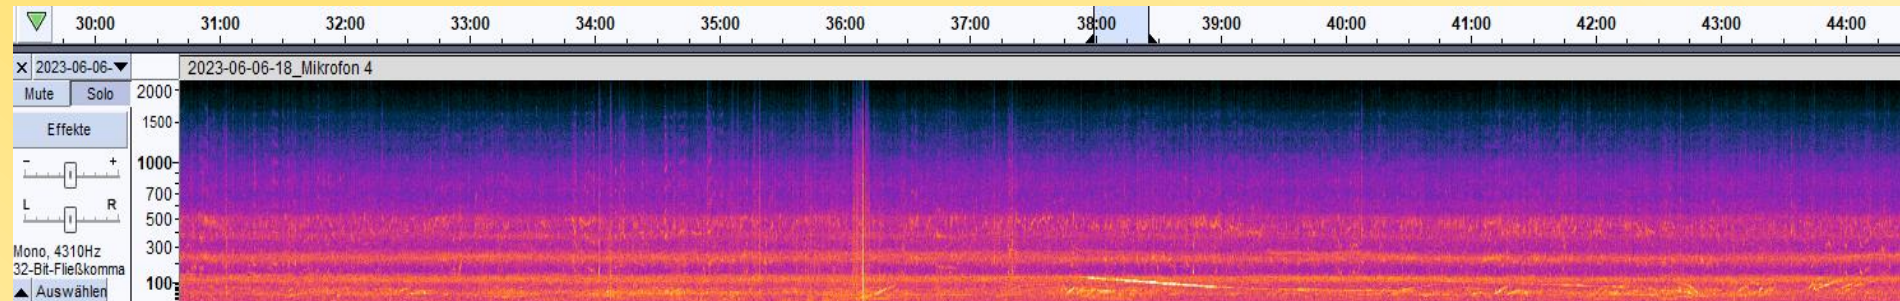 30:00 31:00 32:00 33:00 34:00 35:00 36:00 37:00 38:00 39:00 40:00 41:00 42:00 43:00 44:00
X 2023-06-06- 2023-06-06-18_Mikrofon 4
Mute Solo 2000
1500
Effekte
- + 1000
700
L R 500
Mono, 4310Hz 300
32-Bit-Fließkomma
Auswählen 100